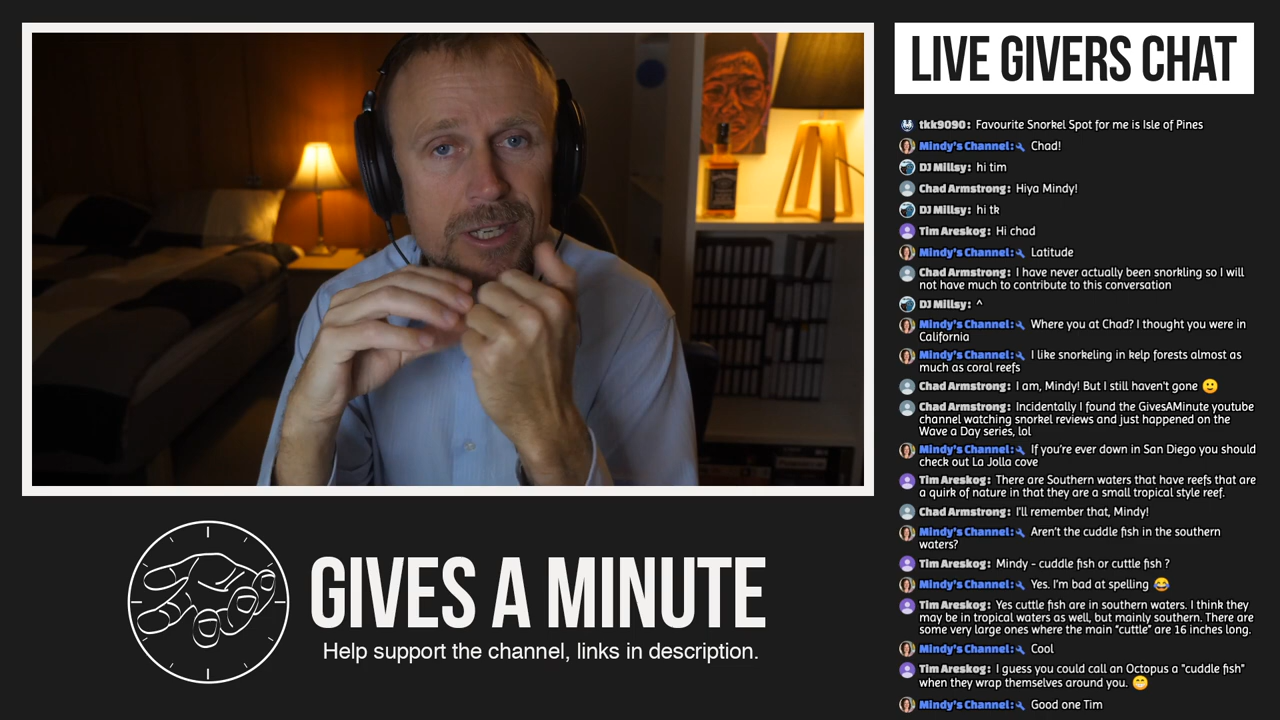 LIVE GIVERS CHAT
tkk9090: Favourite Snorkel Spot for me is Isle of Pines
Mindy's Channel: Chad!
DJ Millsy: hi tim
Chad Armstrong: Hiya Mindy!
DJ Millsy: hi tk
Tim Areskog: Hi chad
Mindy's Channel: Latitude
Chad Armstrong: I have never actually been snorkling so I will
not have much to contribute to this conversation
DJ Millsy: ^
Mindy's Channel: Where you at Chad? I thought you were in
California
Mindy's Channel: I like snorkeling in kelp forests almost as
much as coral reefs
Chad Armstrong: I am, Mindy! But I still haven't gone 🙂
Chad Armstrong: Incidentally I found the GivesAMinute youtube
channel watching snorkel reviews and just happened on the
Wave a Day series, lol
Mindy's Channel: If you're ever down in San Diego you should
check out La Jolla cove
Tim Areskog: There are Southern waters that have reefs that are
a quirk of nature in that they are a small tropical style reef.
Chad Armstrong: I'll remember that, Mindy!
Mindy's Channel: Aren't the cuddle fish in the southern
waters?
Tim Areskog: Mindy - cuddle fish or cuttle fish ?
Mindy's Channel: Yes. I'm bad at spelling 😂
Tim Areskog: Yes cuttle fish are in southern waters. I think they
may be in tropical waters as well, but mainly southern. There are
some very large ones where the main "cuttle" are 16 inches long.
Mindy's Channel: Cool
Tim Areskog: I guess you could call an Octopus a "cuddle fish"
when they wrap themselves around you. 😁
Mindy's Channel: Good one Tim
GIVES A MINUTE
Help support the channel, links in description.